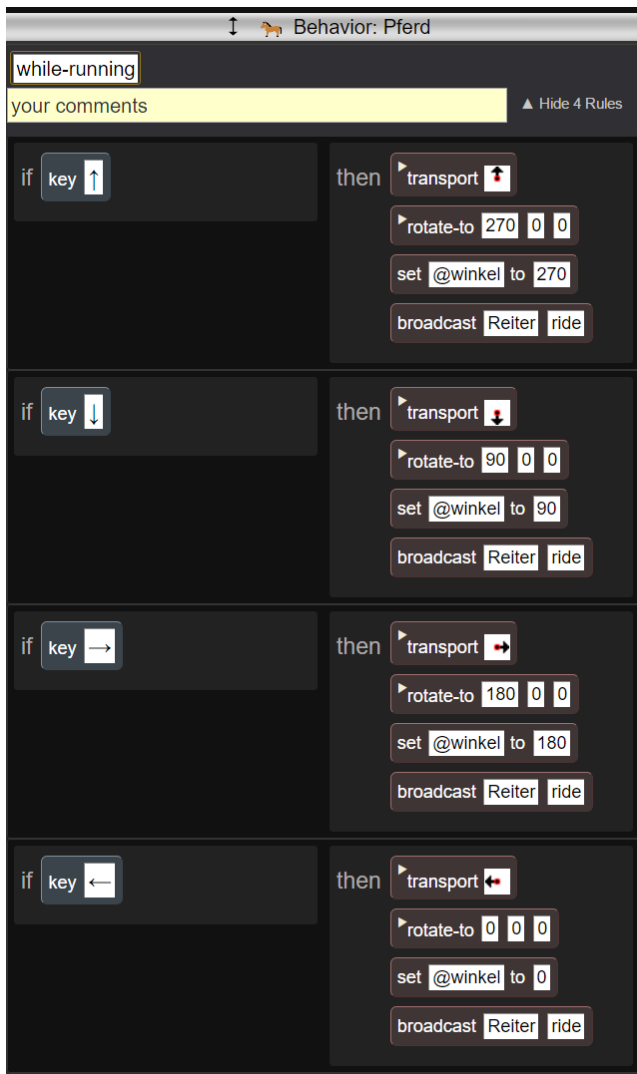 ↕ Behavior: Pferd
while-running
your comments ▲ Hide 4 Rules
if key ↑ then transport
rotate-to 270 0 0
set @winkel to 270
broadcast Reiter ride
if key ↓ then transport
rotate-to 90 0 0
set @winkel to 90
broadcast Reiter ride
if key → then transport
rotate-to 180 0 0
set @winkel to 180
broadcast Reiter ride
if key ← then transport
rotate-to 0 0 0
set @winkel to 0
broadcast Reiter ride